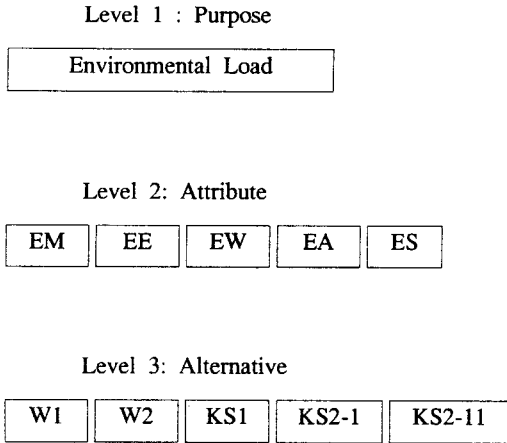 Level 1 : Purpose
Environmental Load
Level 2: Attribute
EM EE EW EA ES
Level 3: Alternative
W1 W2 KS1 KS2-1 KS2-11